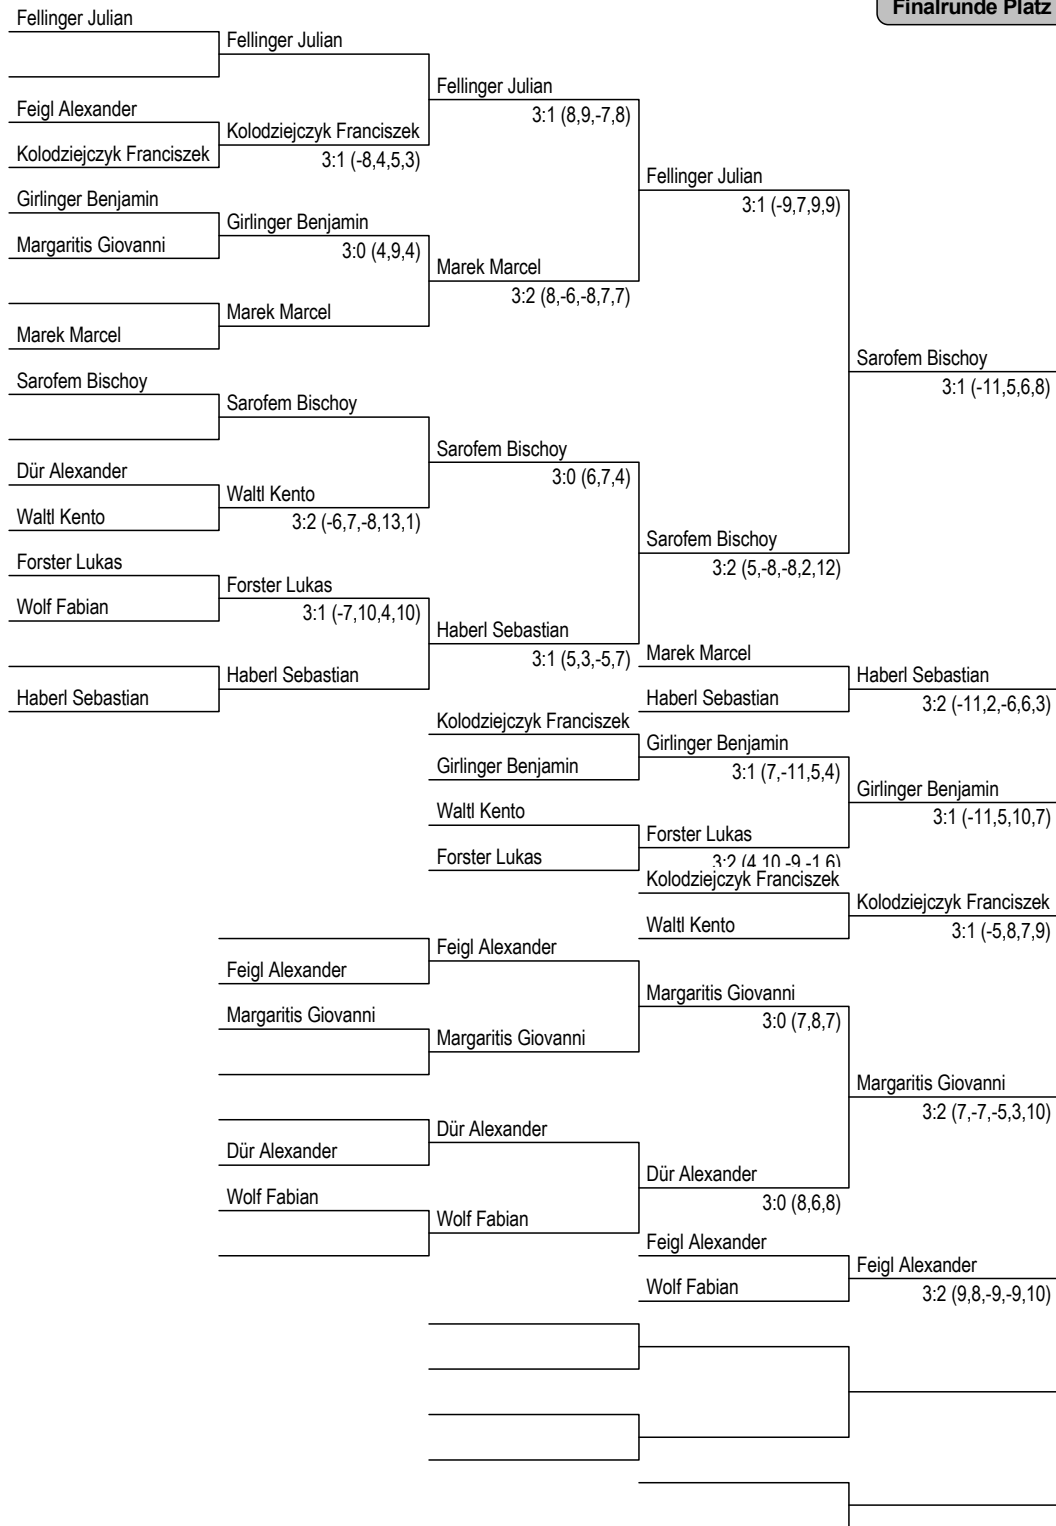 Finalrunde Platz
Fellinger Julian
Fellinger Julian
Fellinger Julian
Feigl Alexander
3:1 (8,9,-7,8)
Kolodziejczyk Franciszek
Kolodziejczyk Franciszek
3:1 (-8,4,5,3)
Fellinger Julian
Girlinger Benjamin
3:1 (-9,7,9,9)
Girlinger Benjamin
Margaritis Giovanni
3:0 (4,9,4)
Marek Marcel
3:2 (8,-6,-8,7,7)
Marek Marcel
Marek Marcel
Sarofem Bischoy
Sarofem Bischoy
3:1 (-11,5,6,8)
Sarofem Bischoy
Sarofem Bischoy
Dür Alexander
3:0 (6,7,4)
Waltl Kento
Waltl Kento
3:2 (-6,7,-8,13,1)
Sarofem Bischoy
Forster Lukas
3:2 (5,-8,-8,2,12)
Forster Lukas
Wolf Fabian
3:1 (-7,10,4,10)
Haberl Sebastian
3:1 (5,3,-5,7)
Marek Marcel
Haberl Sebastian
Haberl Sebastian
Haberl Sebastian
Haberl Sebastian
3:2 (-11,2,-6,6,3)
Kolodziejczyk Franciszek
Girlinger Benjamin
Girlinger Benjamin
3:1 (7,-11,5,4)
Girlinger Benjamin
Waltl Kento
3:1 (-11,5,10,7)
Forster Lukas
Forster Lukas
3:2 (4,10,-9,-1,6)
Kolodziejczyk Franciszek
Kolodziejczyk Franciszek
Waltl Kento
3:1 (-5,8,7,9)
Feigl Alexander
Feigl Alexander
Margaritis Giovanni
Margaritis Giovanni
3:0 (7,8,7)
Margaritis Giovanni
Margaritis Giovanni
3:2 (7,-7,-5,3,10)
Dür Alexander
Dür Alexander
Dür Alexander
Wolf Fabian
3:0 (8,6,8)
Wolf Fabian
Feigl Alexander
Feigl Alexander
Wolf Fabian
3:2 (9,8,-9,-9,10)